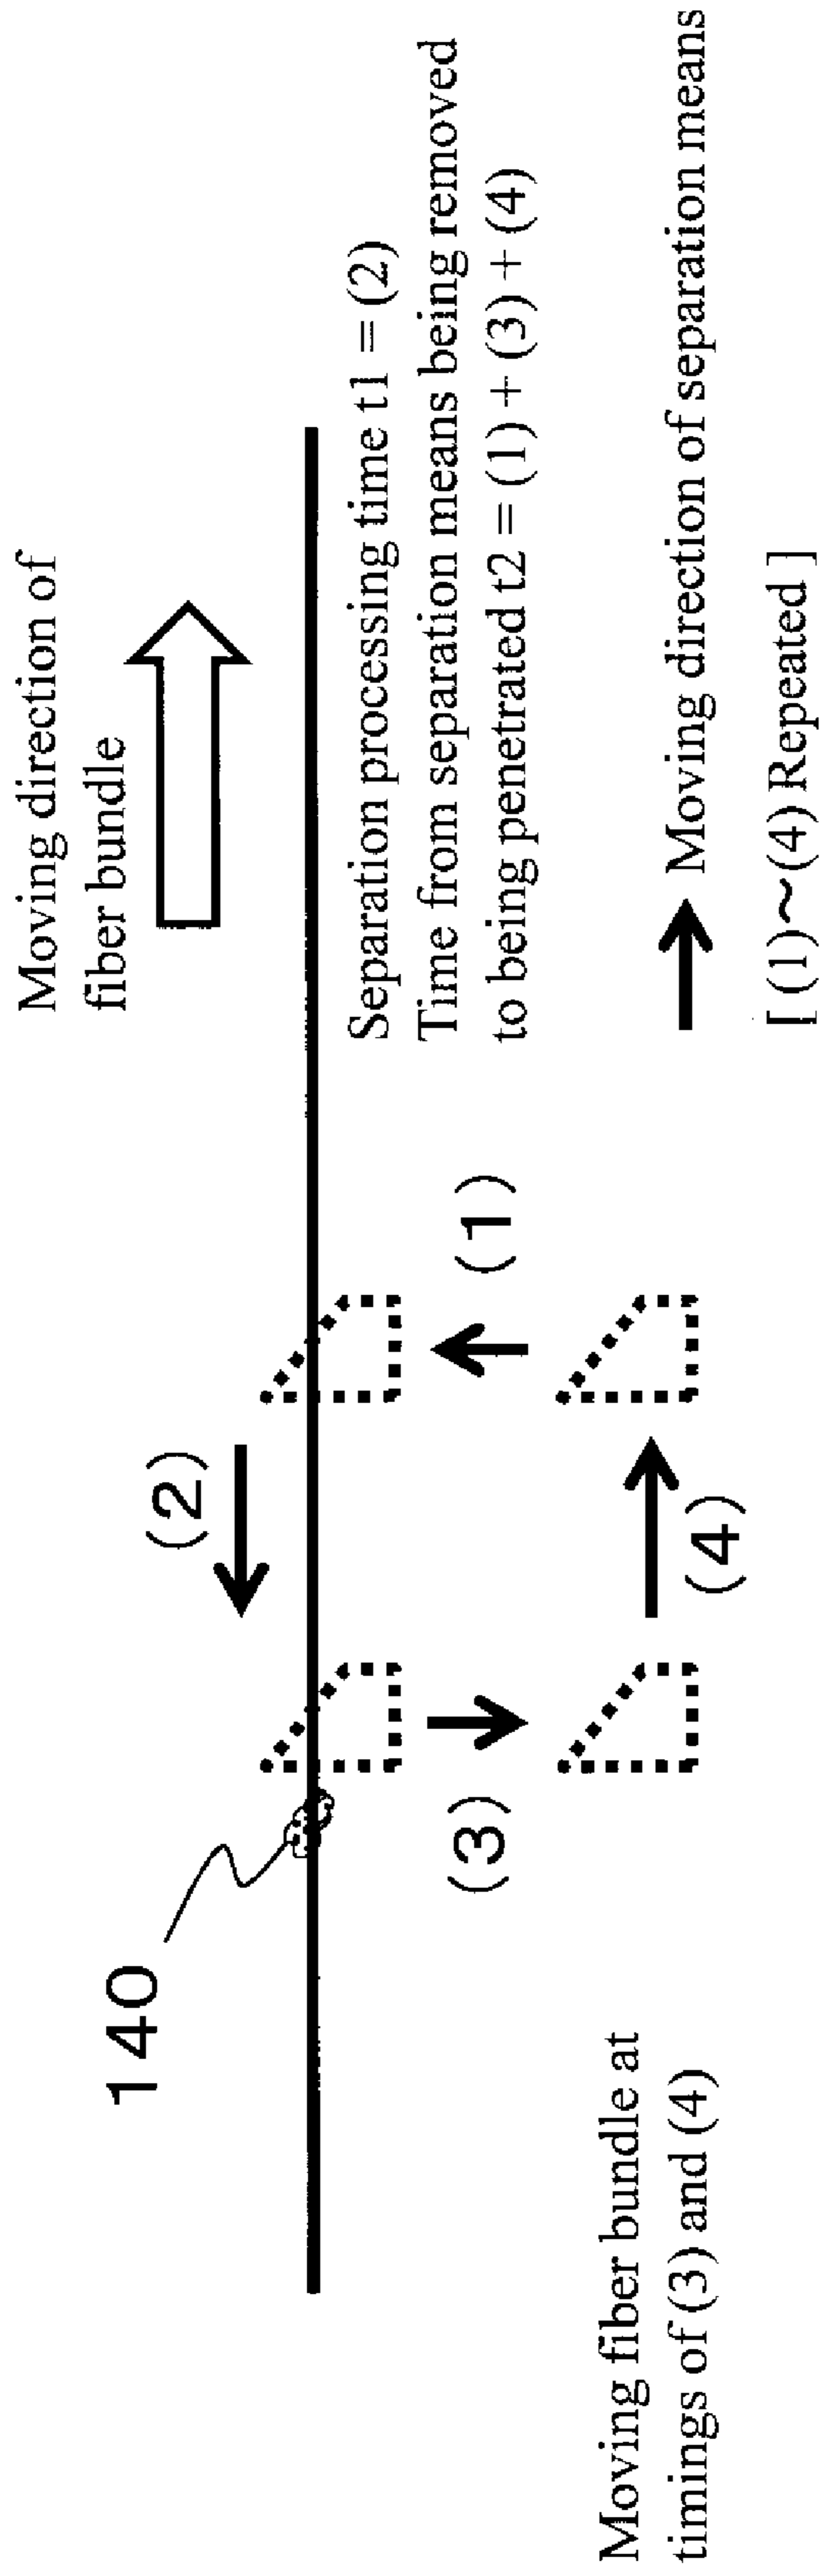 Moving direction of
fiber bundle
140
(2)
(3)
(1)
(4)
Separation processing time t1 = (2)
Time from separation means being removed
to being penetrated t2 = (1) + (3) + (4)
Moving fiber bundle at
timings of (3) and (4)
Moving direction of separation means
[ (1)~(4) Repeated ]